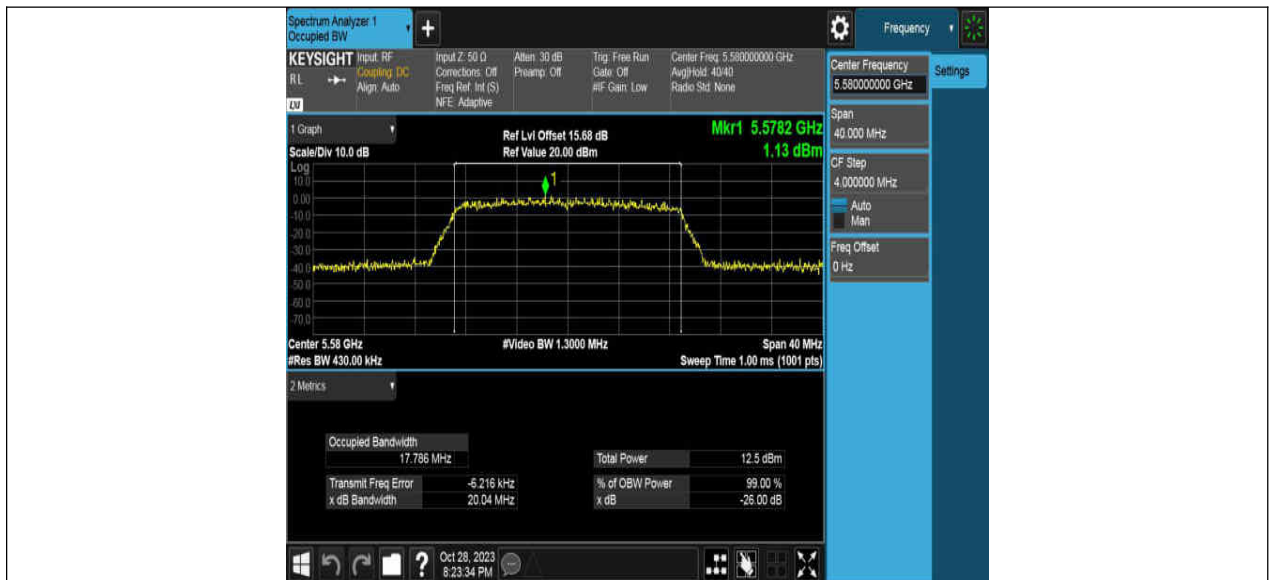 Spectrum Analyzer 1
Occupied BW
Frequency
KEYSIGHT
Input: RF
Coupling: DC
Align: Auto
Input Z: 50 Ω
Corrections: Off
Freq Ref: Int (S)
NFE: Adaptive
Atten: 30 dB
Preamp: Off
Trig: Free Run
Gate: Off
#IF Gain: Low
Center Freq: 5.580000000 GHz
Avg|Hold: 40/40
Radio Std: None
RL
LXI
Center Frequency
5.580000000 GHz
Settings
Span
40.000 MHz
CF Step
4.000000 MHz
Auto
Man
Freq Offset
0 Hz
1 Graph
Scale/Div 10.0 dB
Ref Lvl Offset 15.68 dB
Ref Value 20.00 dBm
Mkr1 5.5782 GHz
1.13 dBm
Log
10.0
0.00
-10.0
-20.0
-30.0
-40.0
-50.0
-60.0
-70.0
1
Center 5.58 GHz
#Res BW 430.00 kHz
#Video BW 1.3000 MHz
Span 40 MHz
Sweep Time 1.00 ms (1001 pts)
2 Metrics
Occupied Bandwidth
17.786 MHz
Total Power 12.5 dBm
Transmit Freq Error -6.216 kHz
% of OBW Power 99.00 %
x dB Bandwidth 20.04 MHz
x dB -26.00 dB
Oct 28, 2023
8:23:34 PM